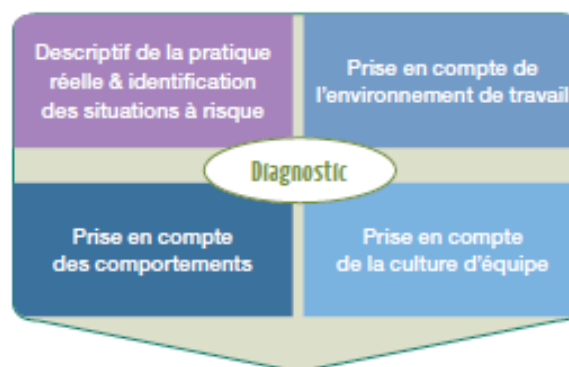 Descriptif de la pratique
réelle & identification
des situations à risque
Prise en compte de
l'environnement de travail
Diagnostic
Prise en compte
des comportements
Prise en compte
de la culture d'équipe